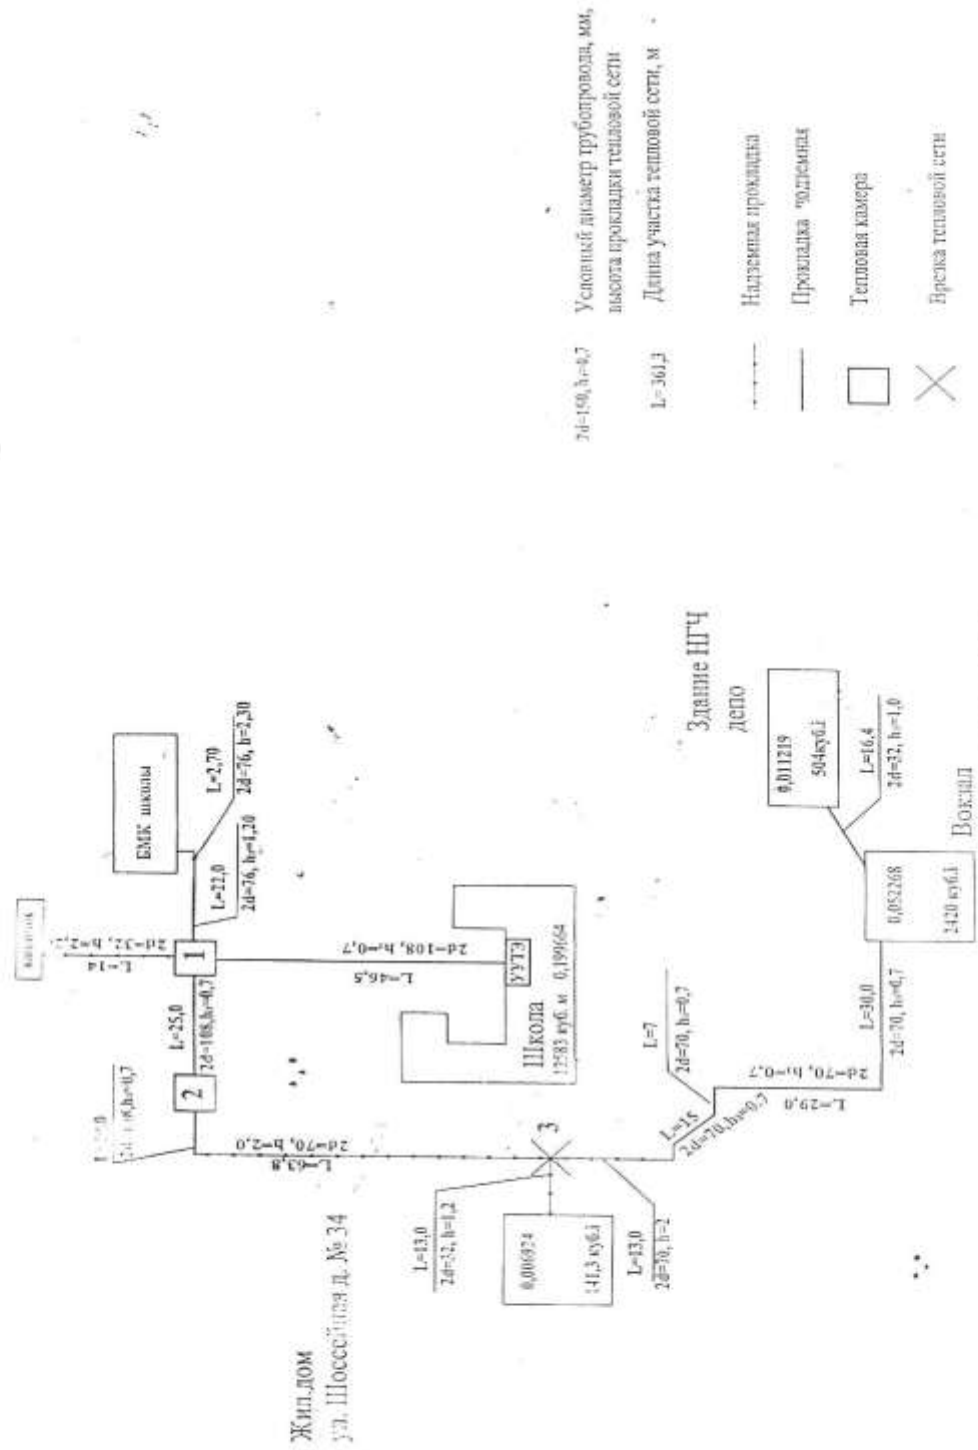 БМК школы
L=2,70
2d=76, h=2,30
L=22,0
2d=76, h=1,20
L=14
1
L=25,0
2d=108,h=0,7
2
L=46,5
2d=108, h=0,7
УУТЭ
Школа
12583 куб. м 0,199664
L=63,8
2d=70, h=2,0
3
Жил.дом
ул. Шоссейная д. № 34
L=13,0
2d=32, h=1,2
0,006924
141,3 куб.
L=13,0
2d=70, h=2
L=15
2d=70, h=0,7
L=7
2d=70, h=0,7
L=29,0
2d=70, h=0,7
L=30,0
2d=70, h=0,7
Здание НГЧ
депо
0,011219
504куб.
L=16,4
2d=32, h=1,0
0,052268
2420 куб.
Вокзал
2d=150, h=0,7 Условный диаметр трубопровода, мм,
высота прокладки тепловой сети
L= 361,3 Длина участка тепловой сети, м
Надземная прокладка
Прокладка подземная
Тепловая камера
Врезка тепловой сети